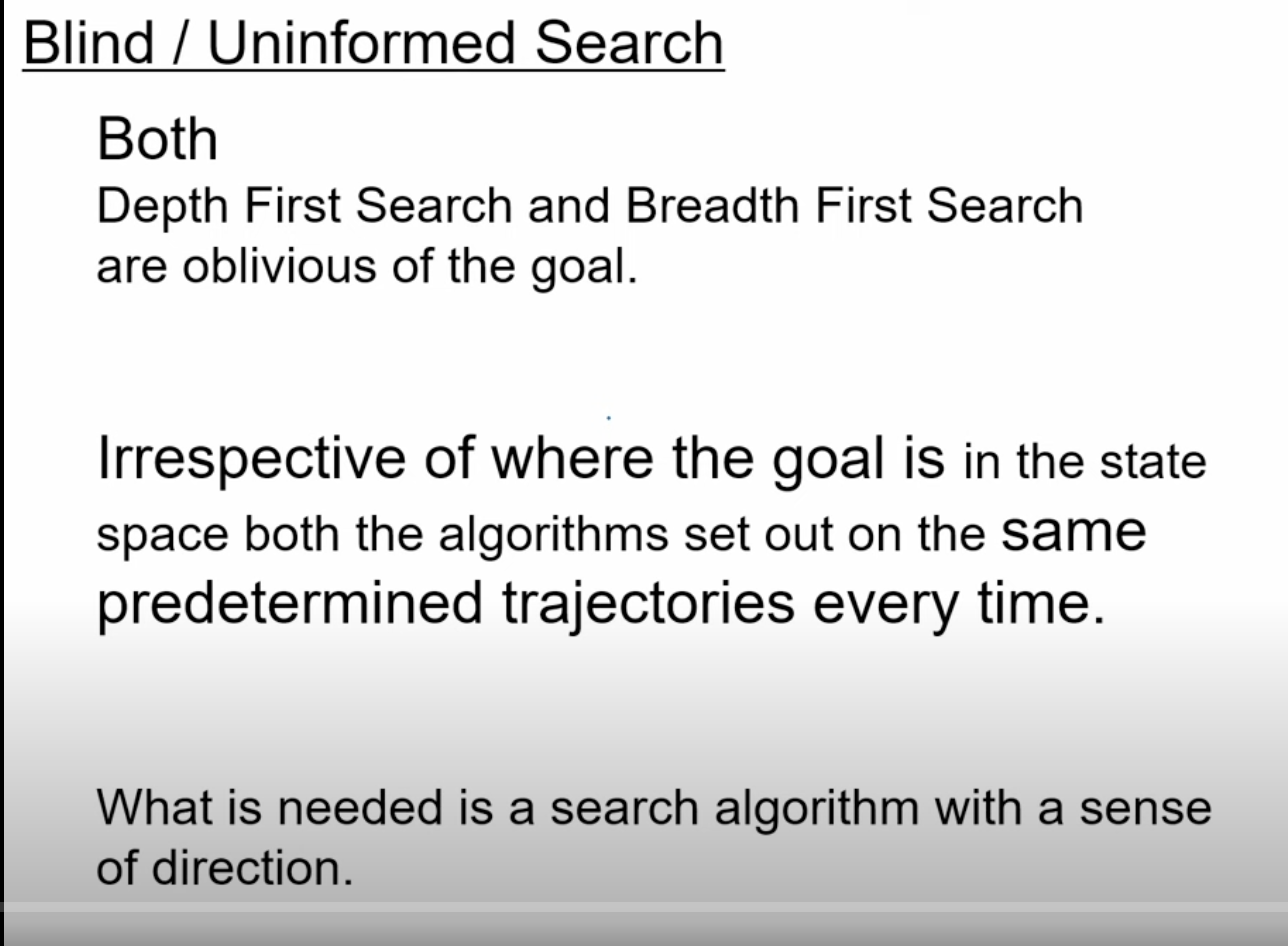 Blind / Uninformed Search
Both
Depth First Search and Breadth First Search
are oblivious of the goal.
Irrespective of where the goal is in the state
space both the algorithms set out on the same
predetermined trajectories every time.
What is needed is a search algorithm with a sense
of direction.